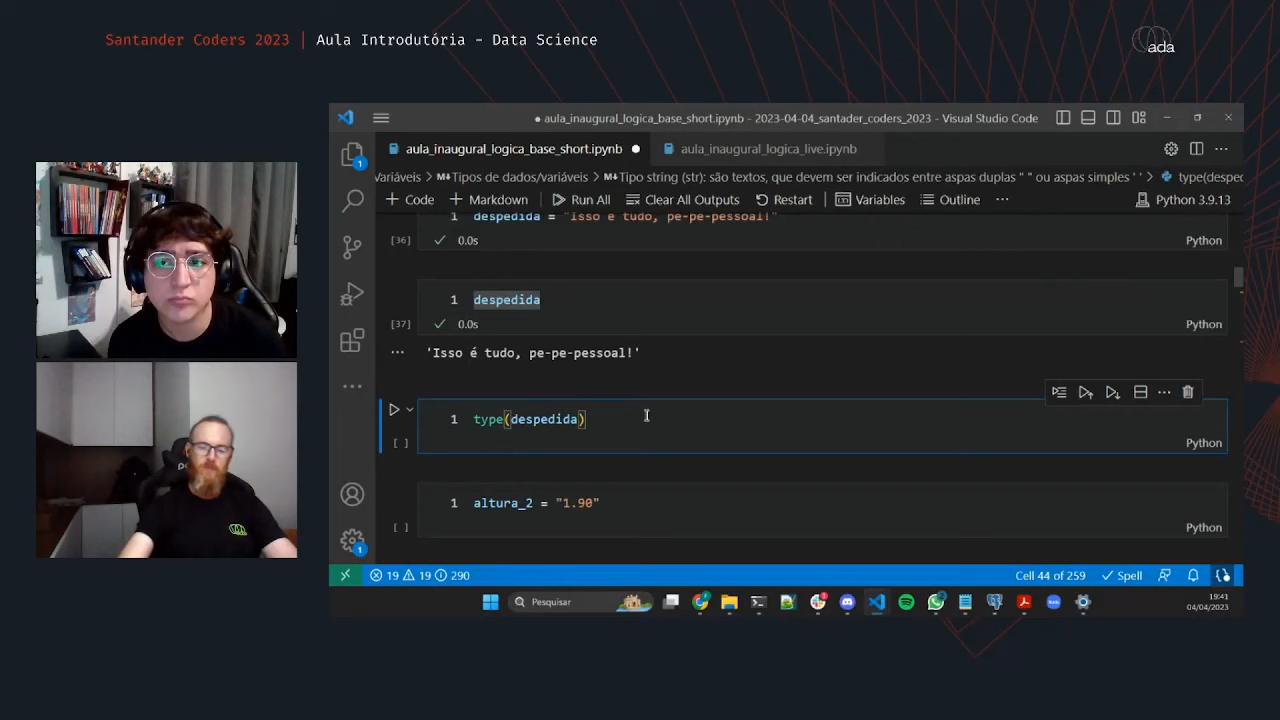 Santander Coders 2023 | Aula Introdutória - Data Science
ada
● aula_inaugural_logica_base_short.ipynb - 2023-04-04_santader_coders_2023 - Visual Studio Code
aula_inaugural_logica_base_short.ipynb ● aula_inaugural_logica_live.ipynb ···
Variáveis > M↓Tipos de dados/variáveis > M↓Tipo string (str): são textos, que devem ser indicados entre aspas duplas " " ou aspas simples ' ' > type(desped
+ Code + Markdown Run All Clear All Outputs Restart Variables Outline ··· Python 3.9.13
1 despedida = "Isso é tudo, pe-pe-pessoal!"
[36] ✓ 0.0s Python
1 despedida
[37] ✓ 0.0s Python
··· 'Isso é tudo, pe-pe-pessoal!'
1 type(despedida)
[ ] Python
1 altura_2 = "1.90"
[ ] Python
19 19 290 Cell 44 of 259 ✓ Spell
Pesquisar 19:41
04/04/2023